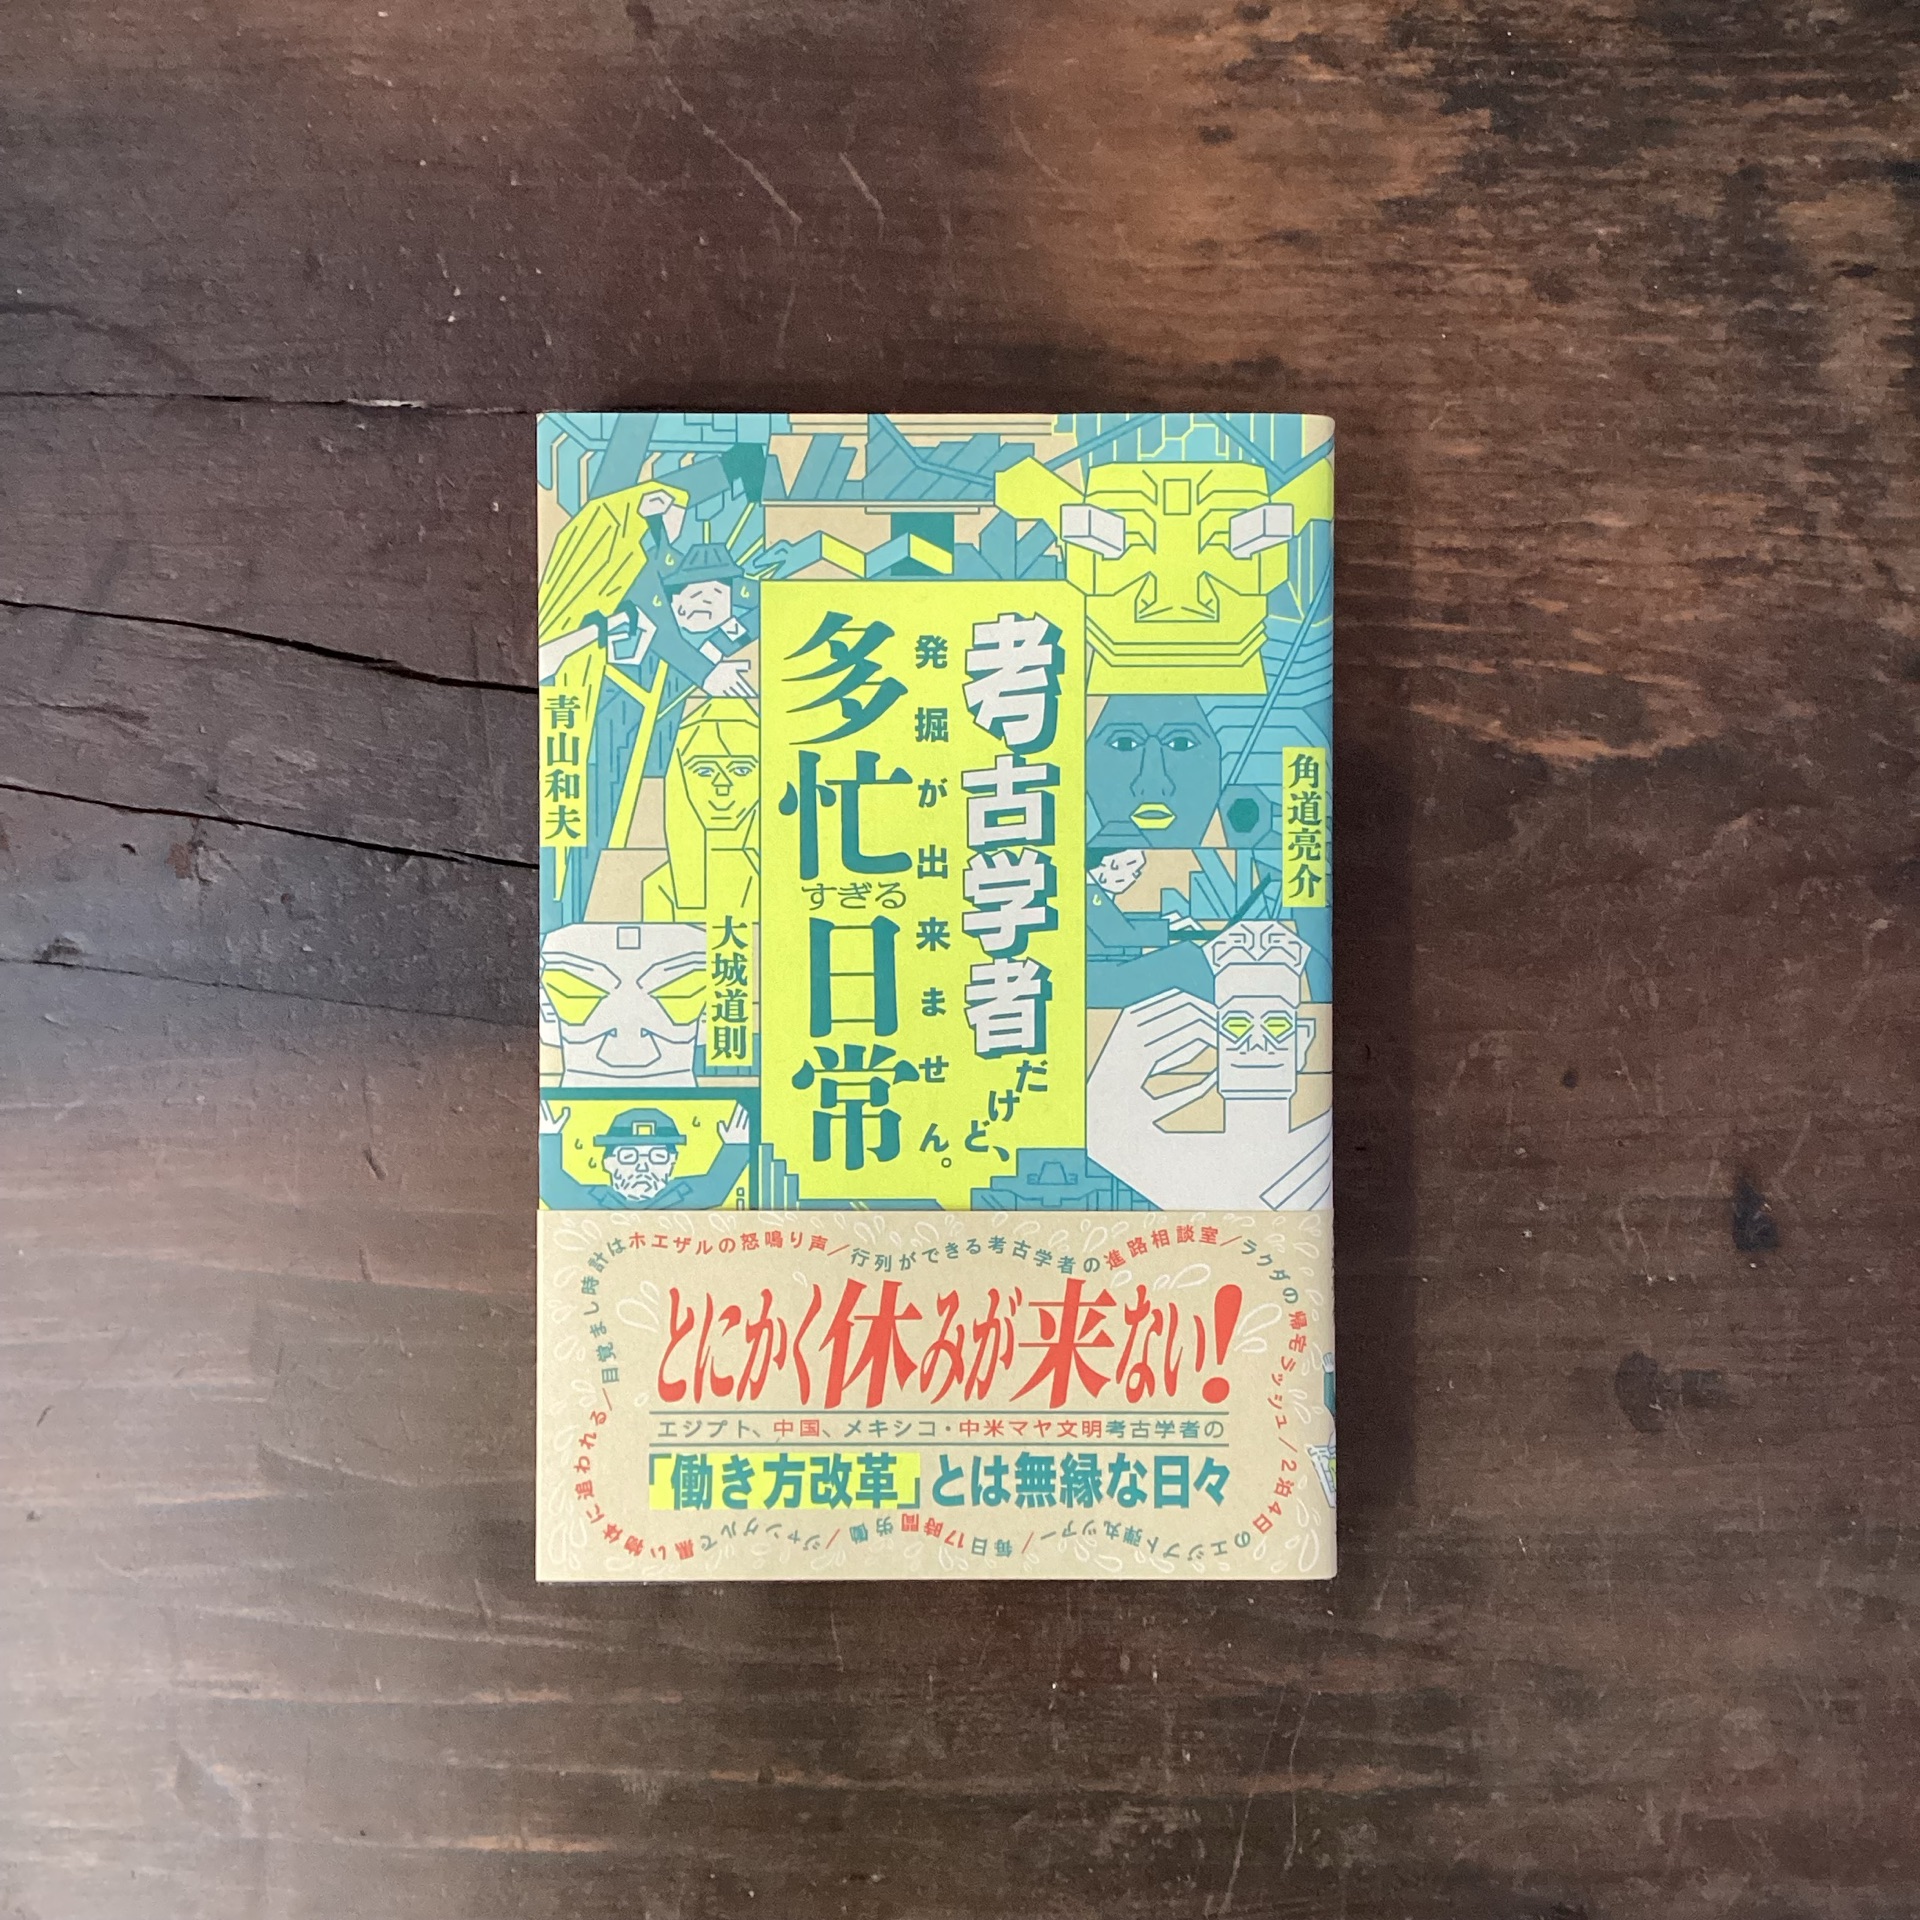 考古学者だけど、
発掘が出来ません。
多忙すぎる日常
角道亮介
大城道則
青山和夫
目覚まし時計はホエザルの怒鳴り声／行列ができる考古学者の進路相談室／ラクダの帰宅ラッシュ／2泊4日のエジプト弾丸ツアー／毎日17時間労働／ジャングルで黒い物体に追われる／
とにかく休みが来ない!
エジプト、中国、メキシコ・中米マヤ文明考古学者の
「働き方改革」とは無縁な日々